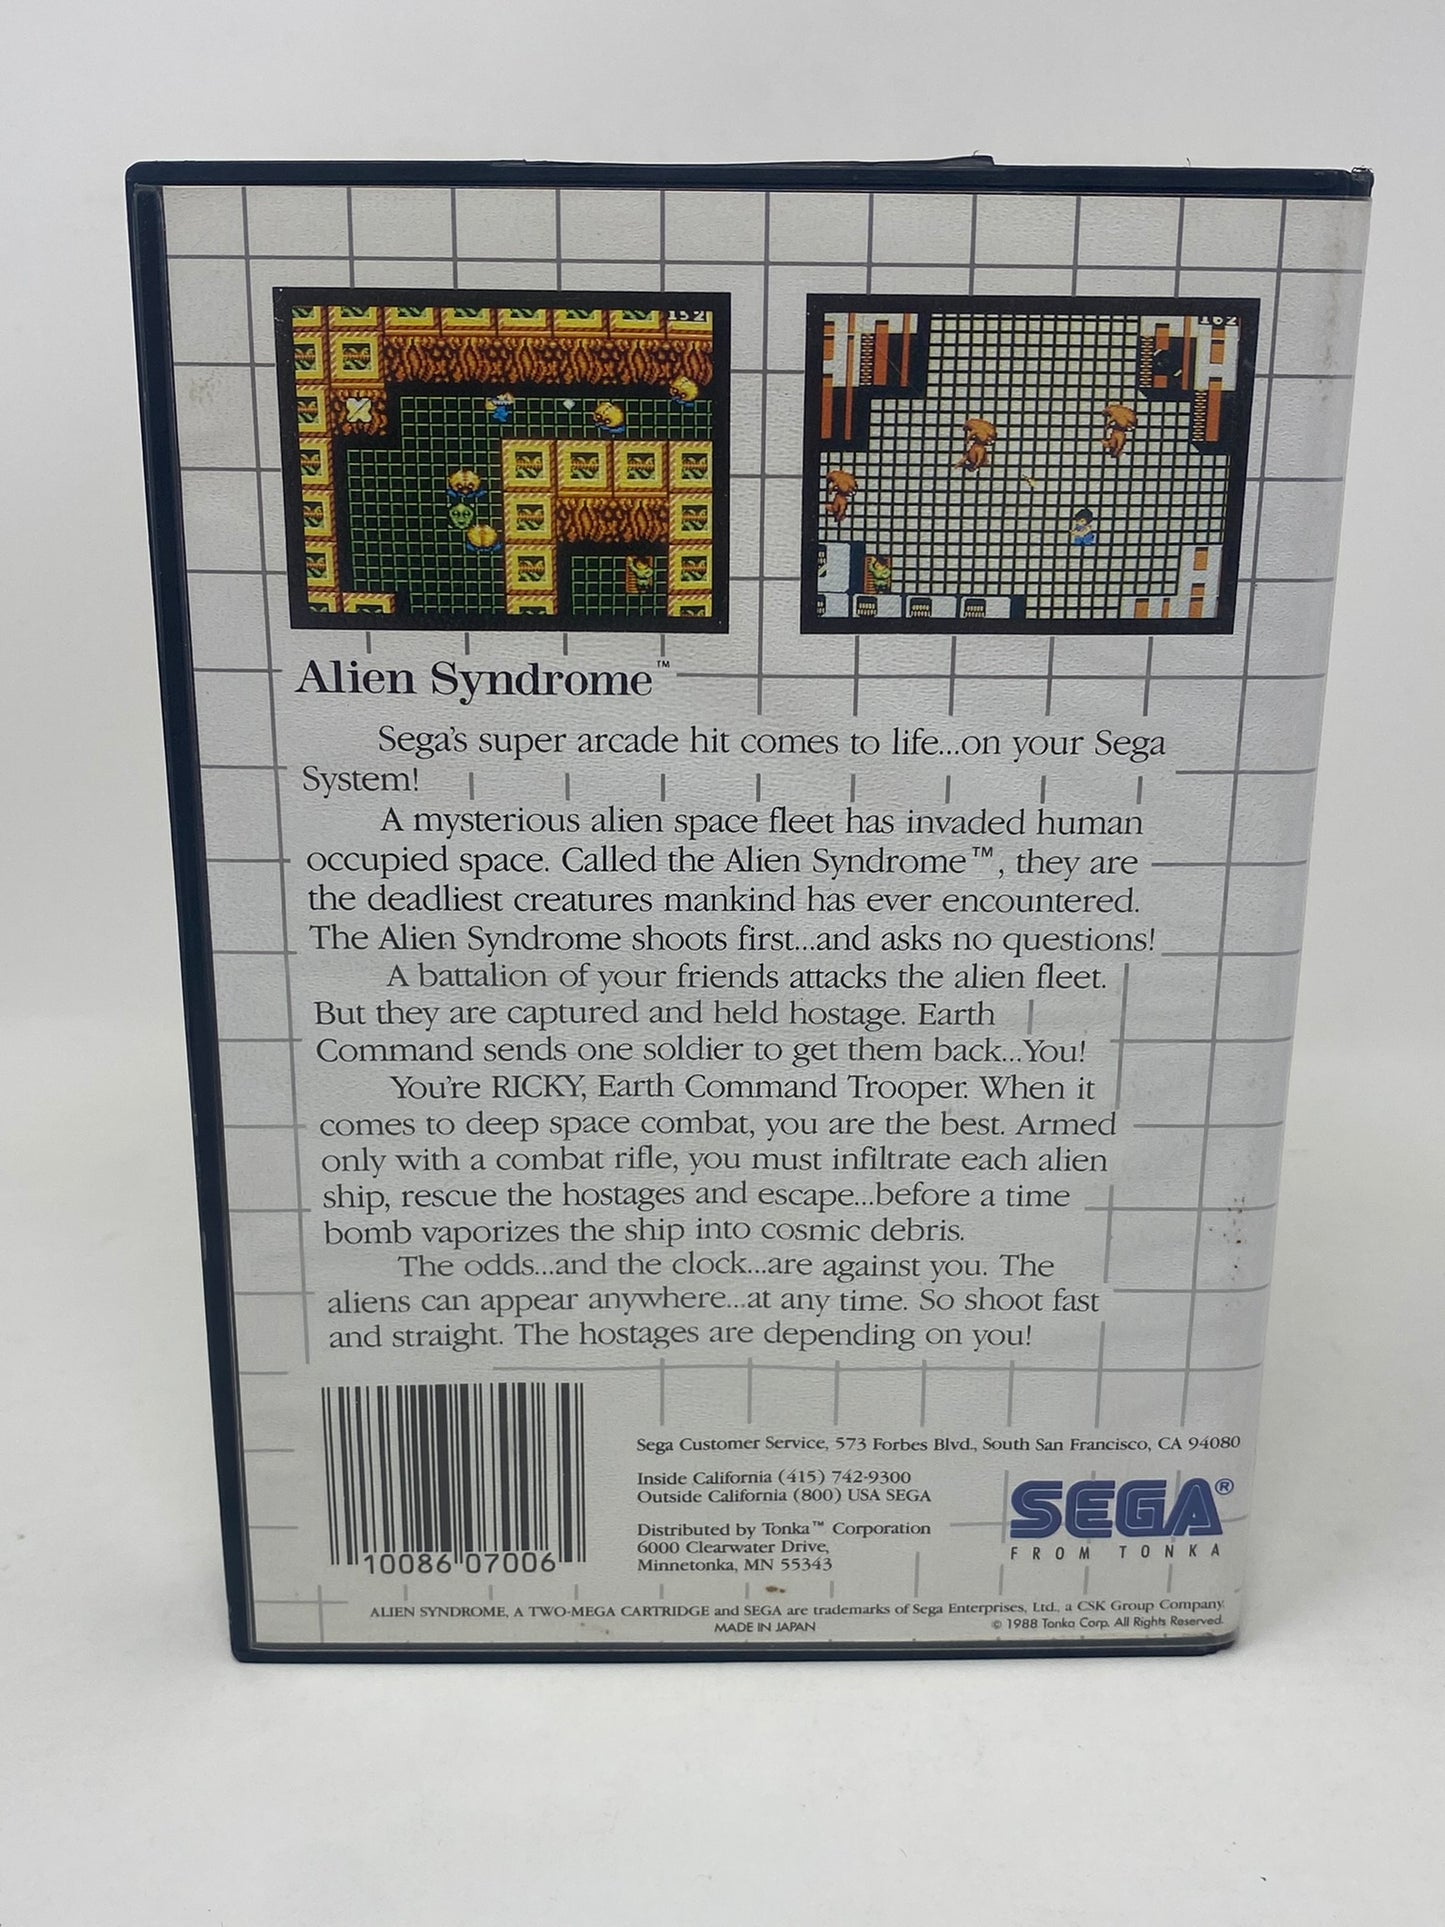 132
162
Alien Syndrome™
Sega's super arcade hit comes to life...on your Sega
System!
A mysterious alien space fleet has invaded human
occupied space. Called the Alien Syndrome™, they are
the deadliest creatures mankind has ever encountered.
The Alien Syndrome shoots first...and asks no questions!
A battalion of your friends attacks the alien fleet.
But they are captured and held hostage. Earth
Command sends one soldier to get them back...You!
You're RICKY, Earth Command Trooper. When it
comes to deep space combat, you are the best. Armed
only with a combat rifle, you must infiltrate each alien
ship, rescue the hostages and escape...before a time
bomb vaporizes the ship into cosmic debris.
The odds...and the clock...are against you. The
aliens can appear anywhere...at any time. So shoot fast
and straight. The hostages are depending on you!
10086 07006
Sega Customer Service, 573 Forbes Blvd., South San Francisco, CA 94080
Inside California (415) 742-9300
Outside California (800) USA SEGA
Distributed by Tonka™ Corporation
6000 Clearwater Drive,
Minnetonka, MN 55343
SEGA®
FROM TONKA
ALIEN SYNDROME, A TWO-MEGA CARTRIDGE and SEGA are trademarks of Sega Enterprises, Ltd., a CSK Group Company.
MADE IN JAPAN
© 1988 Tonka Corp. All Rights Reserved.